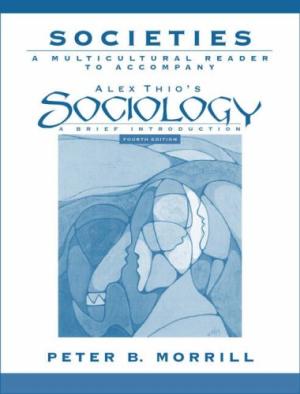 SOCIETIES
A MULTICULTURAL READER
TO ACCOMPANY
ALEX THIO'S
SOCIOLOGY
A BRIEF INTRODUCTION
FOURTH EDITION
PETER B. MORRILL